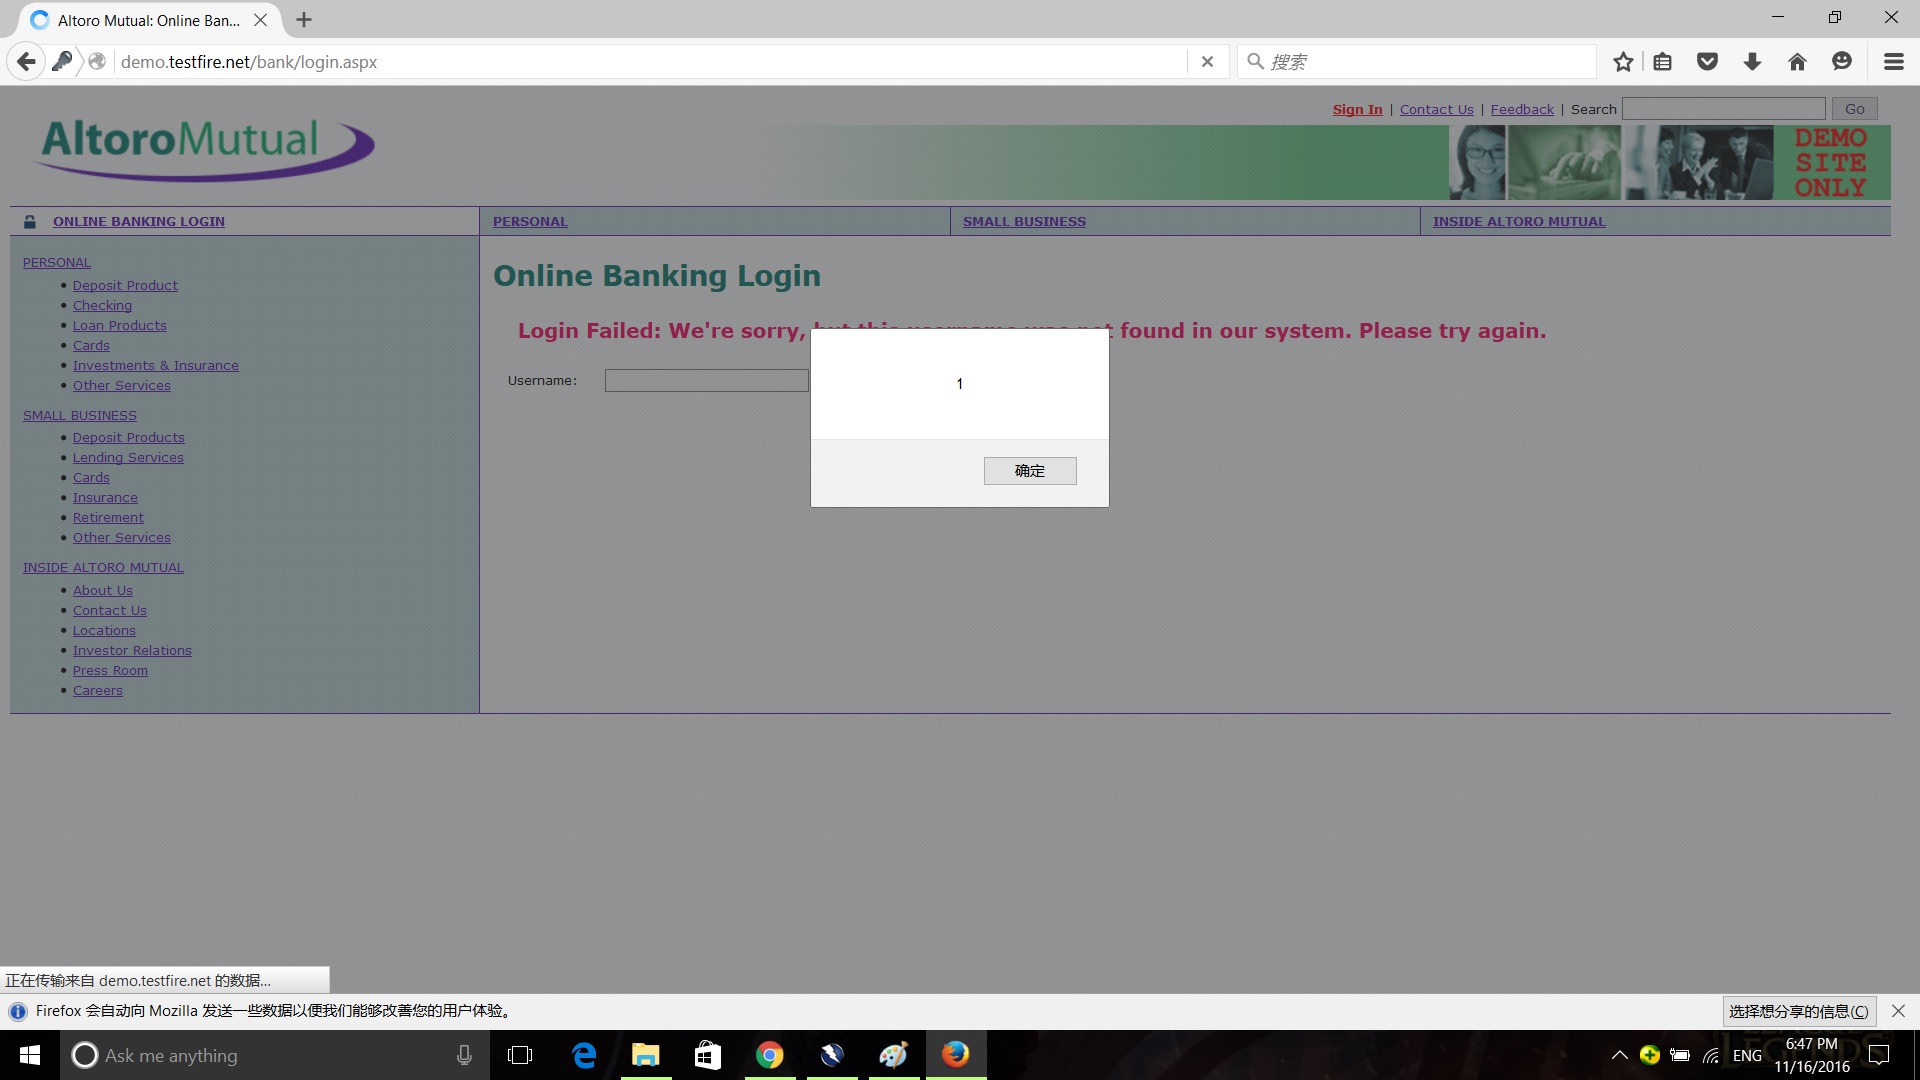 Altoro Mutual: Online Ban...
demo.testfire.net/bank/login.aspx
搜索
Sign In | Contact Us | Feedback | Search
Go
AltoroMutual
DEMO
SITE
ONLY
ONLINE BANKING LOGIN
PERSONAL
SMALL BUSINESS
INSIDE ALTORO MUTUAL
PERSONAL
Deposit Product
Checking
Loan Products
Cards
Investments & Insurance
Other Services
SMALL BUSINESS
Deposit Products
Lending Services
Cards
Insurance
Retirement
Other Services
INSIDE ALTORO MUTUAL
About Us
Contact Us
Locations
Investor Relations
Press Room
Careers
Online Banking Login
Login Failed: We're sorry, but this username was not found in our system. Please try again.
Username:
1
确定
正在传输来自 demo.testfire.net 的数据...
Firefox 会自动向 Mozilla 发送一些数据以便我们能够改善您的用户体验。
选择想分享的信息(C)
Ask me anything
ENG
6:47 PM
11/16/2016